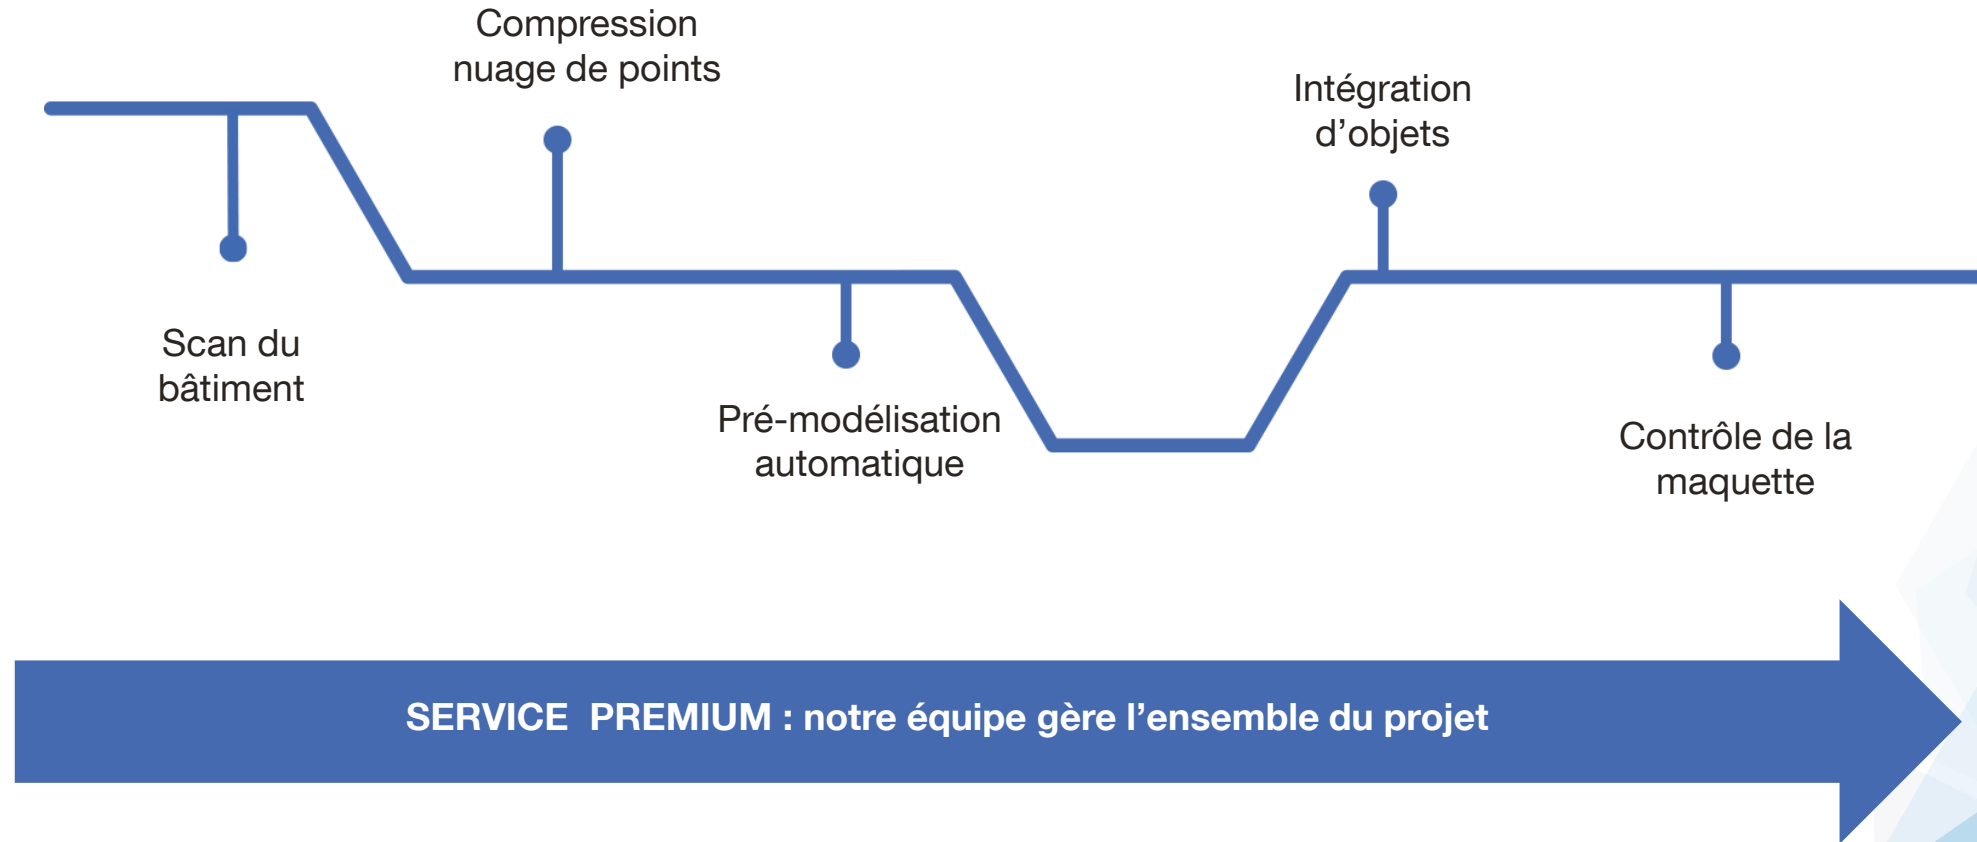 Compression
nuage de points
Intégration
d’objets
Scan du
bâtiment
Pré-modélisation
automatique
Contrôle de la
maquette
SERVICE  PREMIUM : notre équipe gère l’ensemble du projet